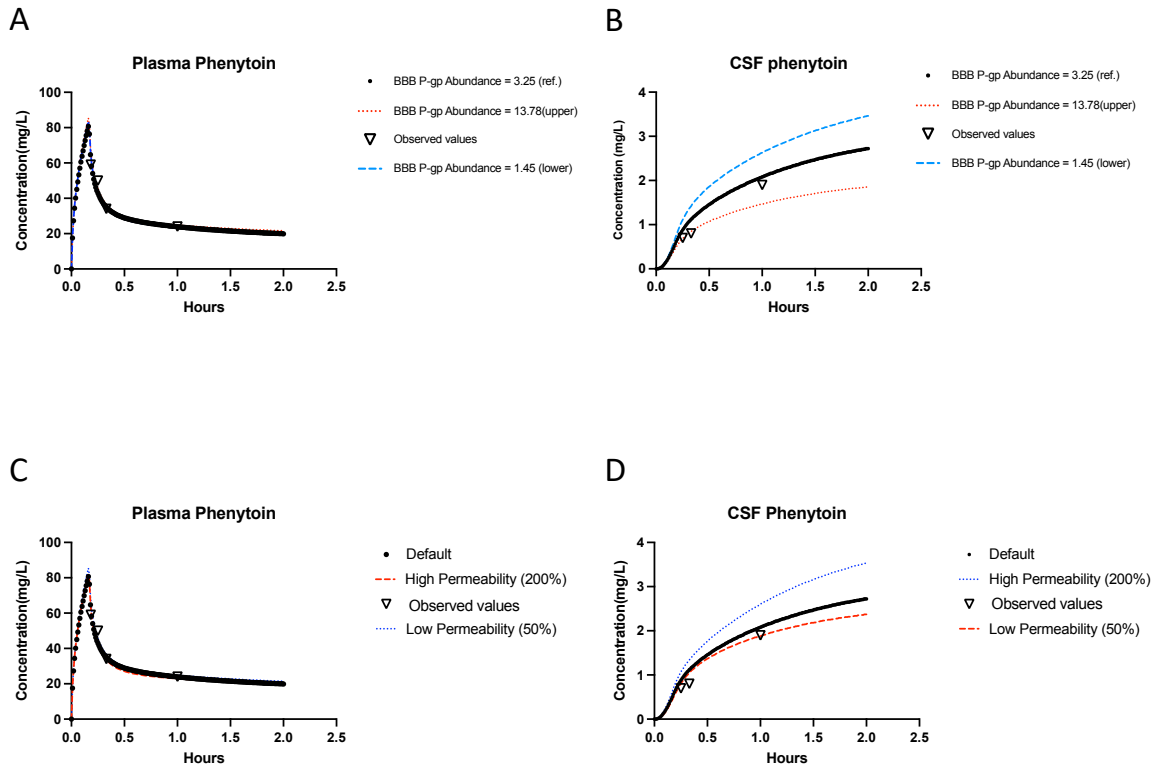 A
Plasma Phenytoin
Concentration(mg/L)
100
80
60
40
20
0
0.0 0.5 1.0 1.5 2.0 2.5
Hours
BBB P-gp Abundance = 3.25 (ref.)
BBB P-gp Abundance = 13.78(upper)
Observed values
BBB P-gp Abundance = 1.45 (lower)
B
CSF phenytoin
Concentration (mg/L)
4
3
2
1
0
0.0 0.5 1.0 1.5 2.0 2.5
Hours
BBB P-gp Abundance = 3.25 (ref.)
BBB P-gp Abundance = 13.78(upper)
Observed values
BBB P-gp Abundance = 1.45 (lower)
C
Plasma Phenytoin
Concentration(mg/L)
100
80
60
40
20
0
0.0 0.5 1.0 1.5 2.0 2.5
Hours
Default
High Permeability (200%)
Observed values
Low Permeability (50%)
D
CSF Phenytoin
Concentration(mg/L)
4
3
2
1
0
0.0 0.5 1.0 1.5 2.0 2.5
Hours
Default
High Permeability (200%)
Observed values
Low Permeability (50%)